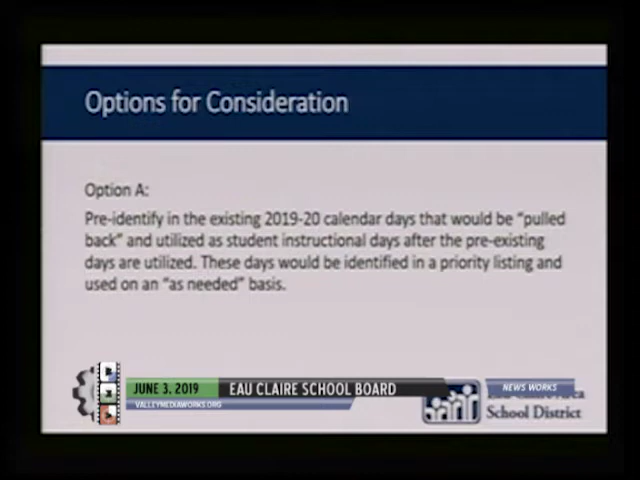 Options for Consideration
Option A:
Pre-identify in the existing 2019-20 calendar days that would be "pulled
back" and utilized as student instructional days after the pre-existing
days are utilized. These days would be identified in a priority listing and
used on an "as needed" basis.
JUNE 3, 2019
EAU CLAIRE SCHOOL BOARD
NEWS WORKS
VALLEYMEDIAWORKS.ORG
School District